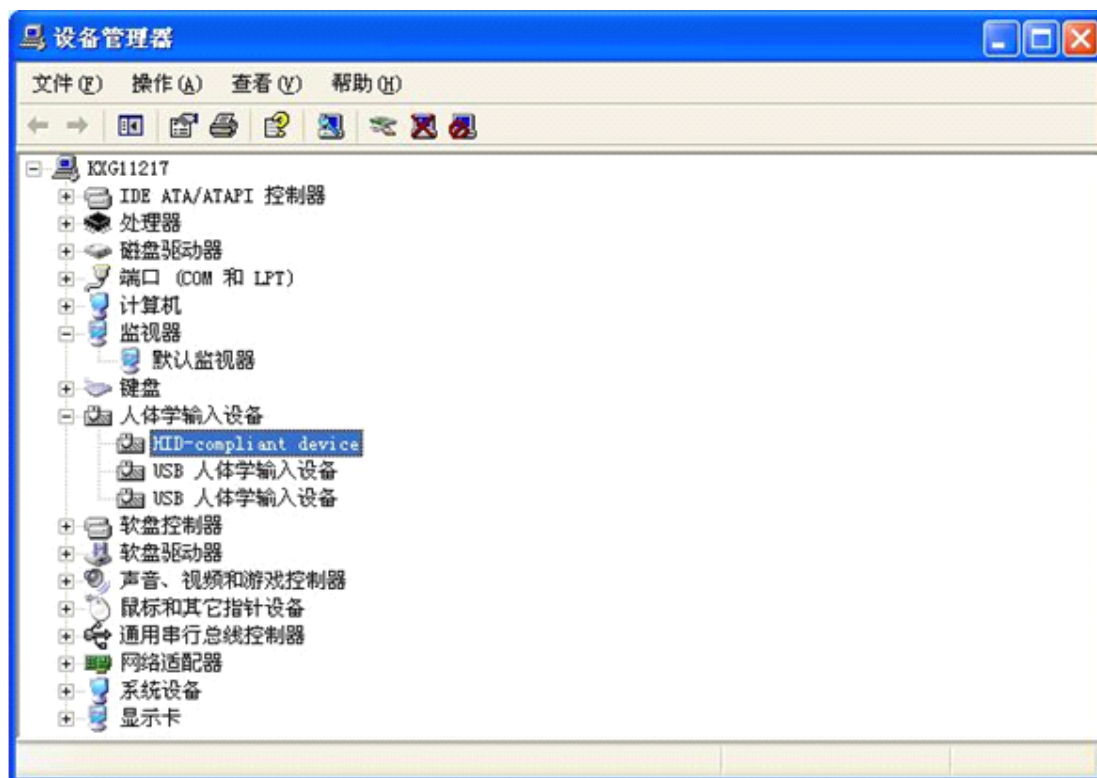 设备管理器
文件(F) 操作(A) 查看(V) 帮助(H)
KXG11217
IDE ATA/ATAPI 控制器
处理器
磁盘驱动器
端口 (COM 和 LPT)
计算机
监视器
默认监视器
键盘
人体学输入设备
HID-compliant device
USB 人体学输入设备
USB 人体学输入设备
软盘控制器
软盘驱动器
声音、视频和游戏控制器
鼠标和其它指针设备
通用串行总线控制器
网络适配器
系统设备
显示卡